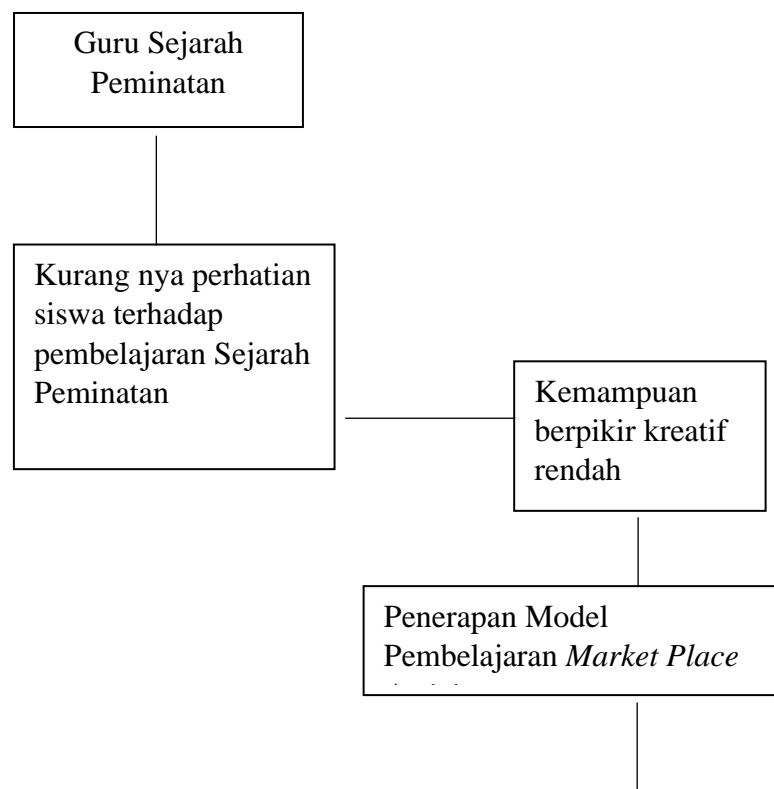 Guru Sejarah
Peminatan
Kurang nya perhatian
siswa terhadap
pembelajaran Sejarah
Peminatan
Kemampuan
berpikir kreatif
rendah
Penerapan Model
Pembelajaran Market Place